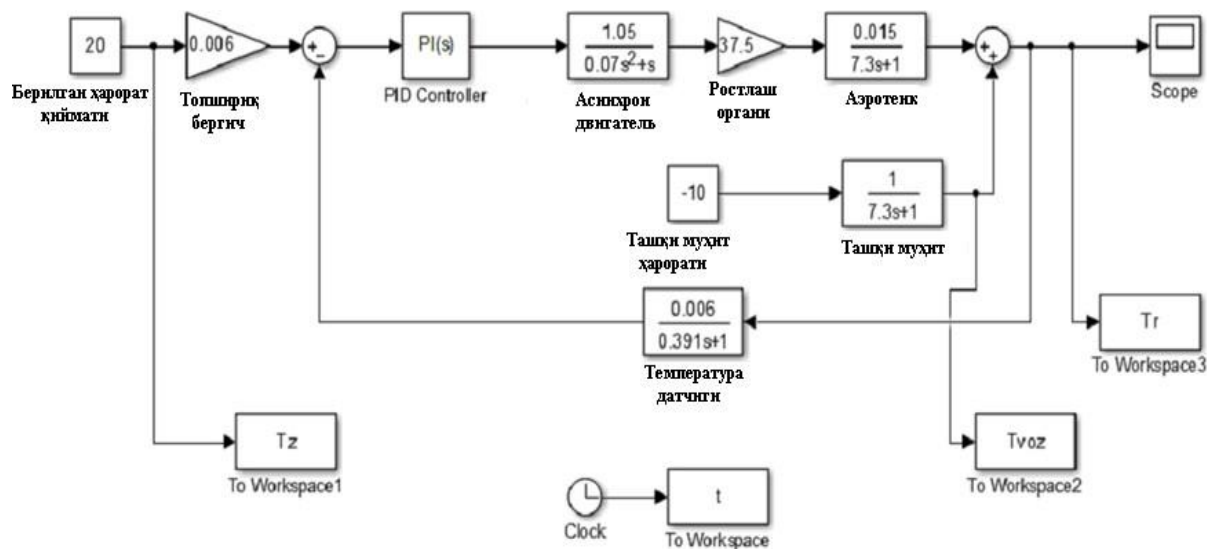 20
Берилган ҳарорат
қиймати
0.006
Топшириқ
бергич
PI(s)
PID Controller
1.05
0.07s²+s
Асинхрон
двигатель
37.5
Ростлаш
органи
0.015
7.3s+1
Аэротенк
Scope
-10
Ташқи муҳит
ҳарорати
1
7.3s+1
Ташқи муҳит
0.006
0.391s+1
Температура
датчиги
Tr
To Workspace3
Tz
To Workspace1
Tvoz
To Workspace2
Clock
t
To Workspace